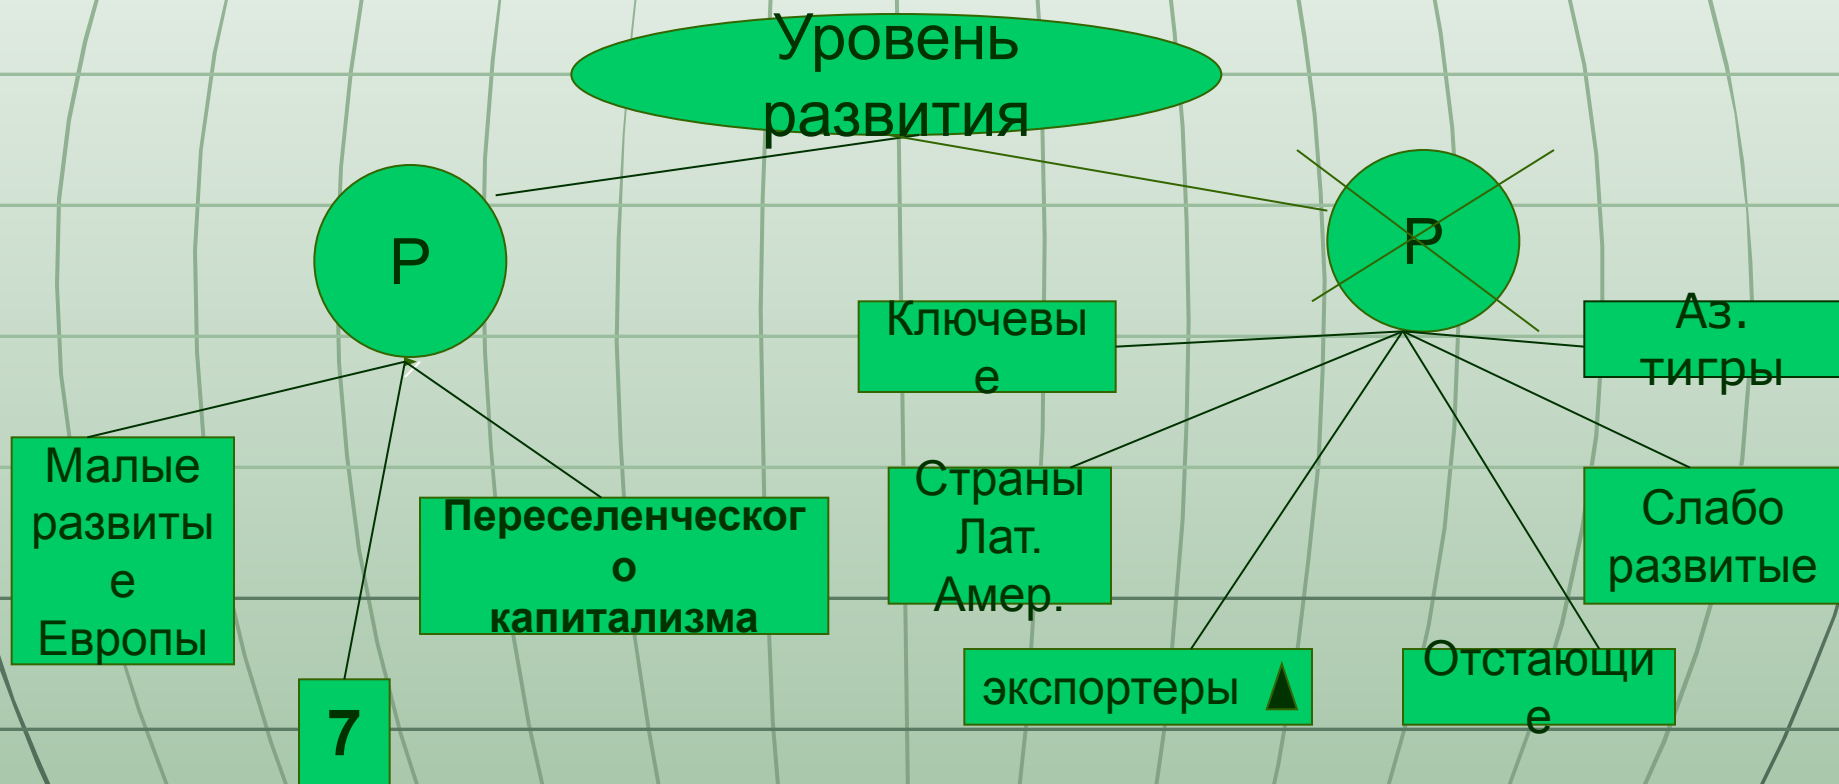 Уровень
развития
Р
Р
Ключевы
е
Аз.
тигры
Малые
развиты
е
Европы
Переселенческог
о
капитализма
Страны
Лат.
Амер.
Слабо
развитые
экспортеры
Отстающи
е
7